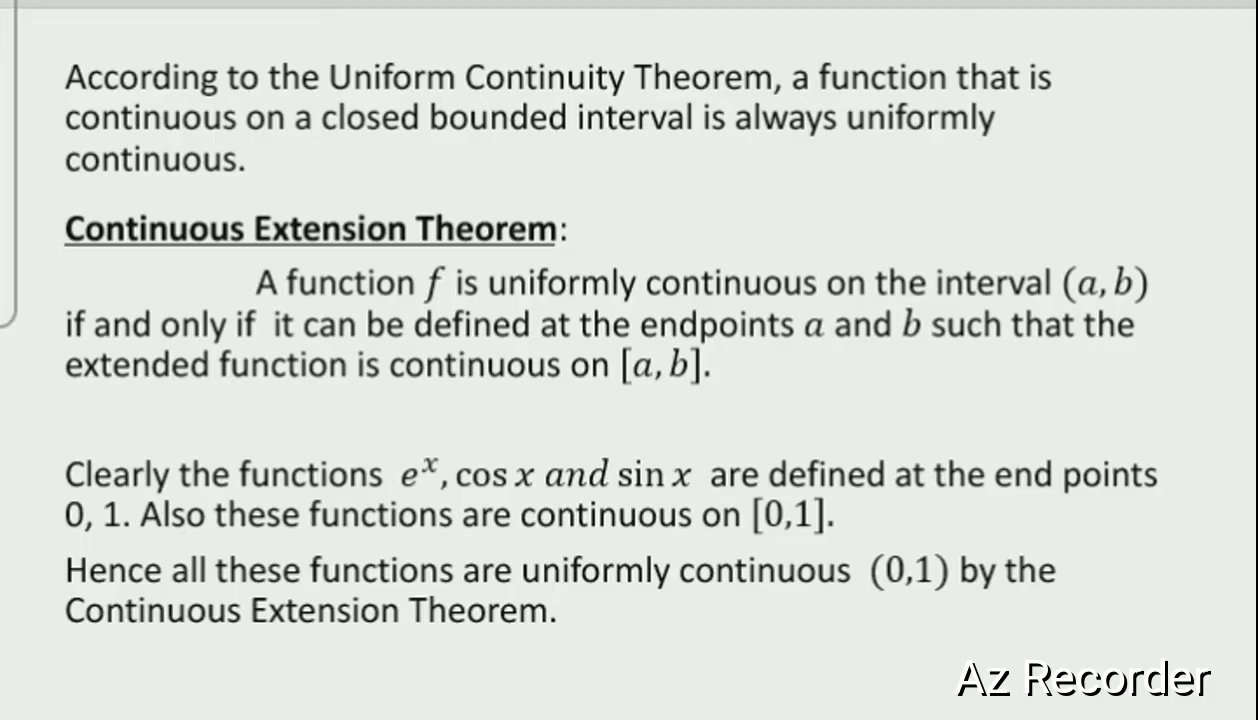 According to the Uniform Continuity Theorem, a function that is
continuous on a closed bounded interval is always uniformly
continuous.
Continuous Extension Theorem:
A function f is uniformly continuous on the interval (a, b)
if and only if it can be defined at the endpoints a and b such that the
extended function is continuous on [a, b].
Clearly the functions eˣ, cos x and sin x are defined at the end points
0, 1. Also these functions are continuous on [0,1].
Hence all these functions are uniformly continuous (0,1) by the
Continuous Extension Theorem.
Az Recorder